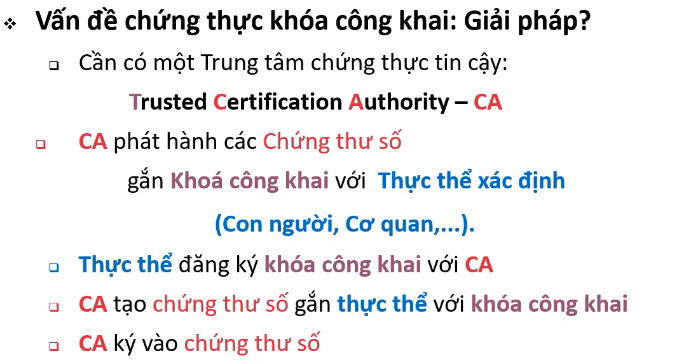 Vấn đề chứng thực khóa công khai: Giải pháp?
Cần có một Trung tâm chứng thực tin cậy:
Trusted Certification Authority – CA
CA phát hành các Chứng thư số
gắn Khoá công khai với Thực thể xác định
(Con người, Cơ quan,...).
Thực thể đăng ký khóa công khai với CA
CA tạo chứng thư số gắn thực thể với khóa công khai
CA ký vào chứng thư số